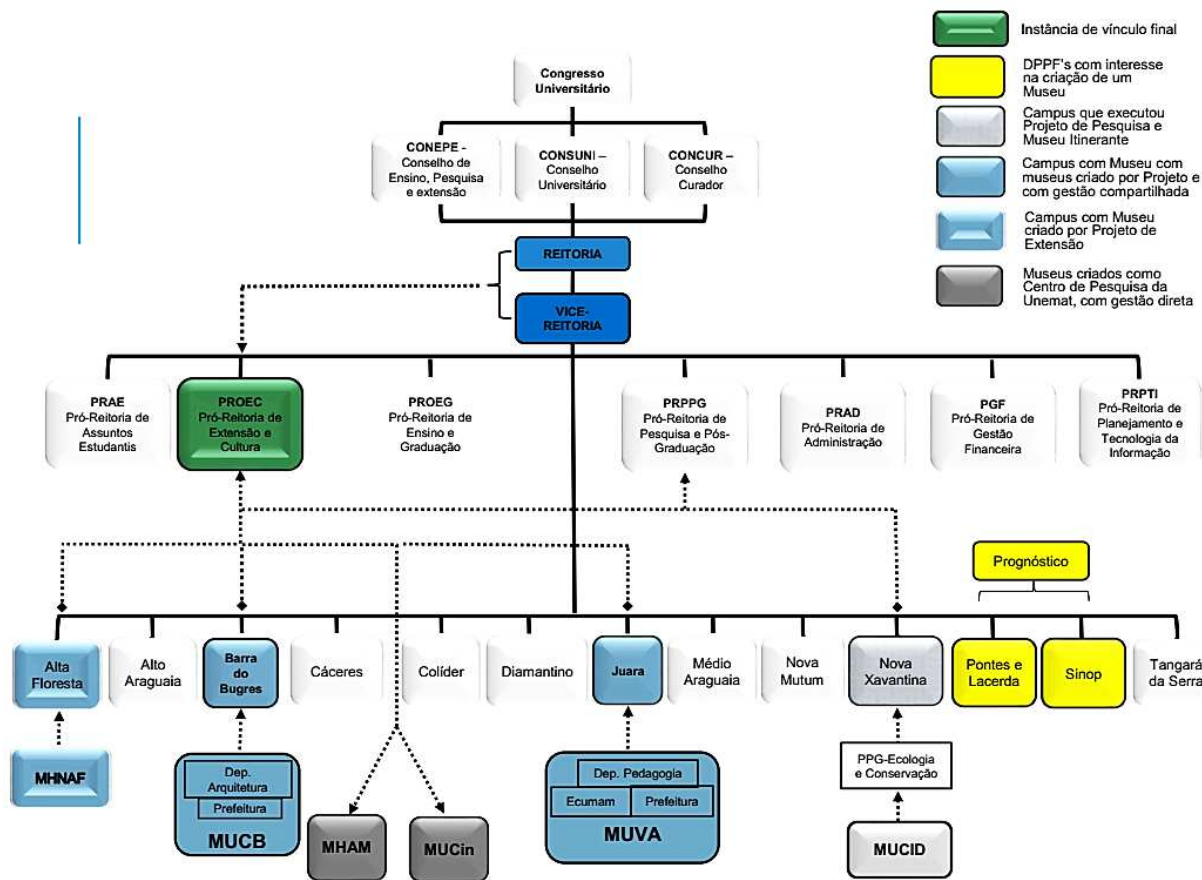 Instância de vínculo final
DPPF's com interesse
na criação de um
Museu
Campus que executou
Projeto de Pesquisa e
Museu Itinerante
Campus com Museu com
museus criado por Projeto e
com gestão compartilhada
Campus com Museu
criado por Projeto de
Extensão
Museus criados como
Centro de Pesquisa da
Unemat, com gestão direta
Congresso
Universitário
CONEPE -
Conselho de
Ensino, Pesquisa
e extensão
CONSUNI –
Conselho
Universitário
CONCUR –
Conselho
Curador
REITORIA
VICE-
REITORIA
PRAE
Pró-Reitoria de
Assuntos
Estudantis
PROEC
Pró-Reitoria de
Extensão e
Cultura
PROEG
Pró-Reitoria de
Ensino e
Graduação
PRPPG
Pró-Reitoria de
Pesquisa e Pós-
Graduação
PRAD
Pró-Reitoria de
Administração
PGF
Pró-Reitoria de
Gestão
Financeira
PRPTI
Pró-Reitoria de
Planejamento e
Tecnologia da
Informação
Prognóstico
Alta
Floresta
Alto
Araguaia
Barra
do
Bugres
Cáceres
Colíder
Diamantino
Juara
Médio
Araguaia
Nova
Mutum
Nova
Xavantina
Pontes e
Lacerda
Sinop
Tangará
da Serra
MHNAF
Dep.
Arquitetura
Prefeitura
MUCB
MHAM
MUCin
Dep. Pedagogia
Ecumam
Prefeitura
MUVA
PPG-Ecologia
e Conservação
MUCID